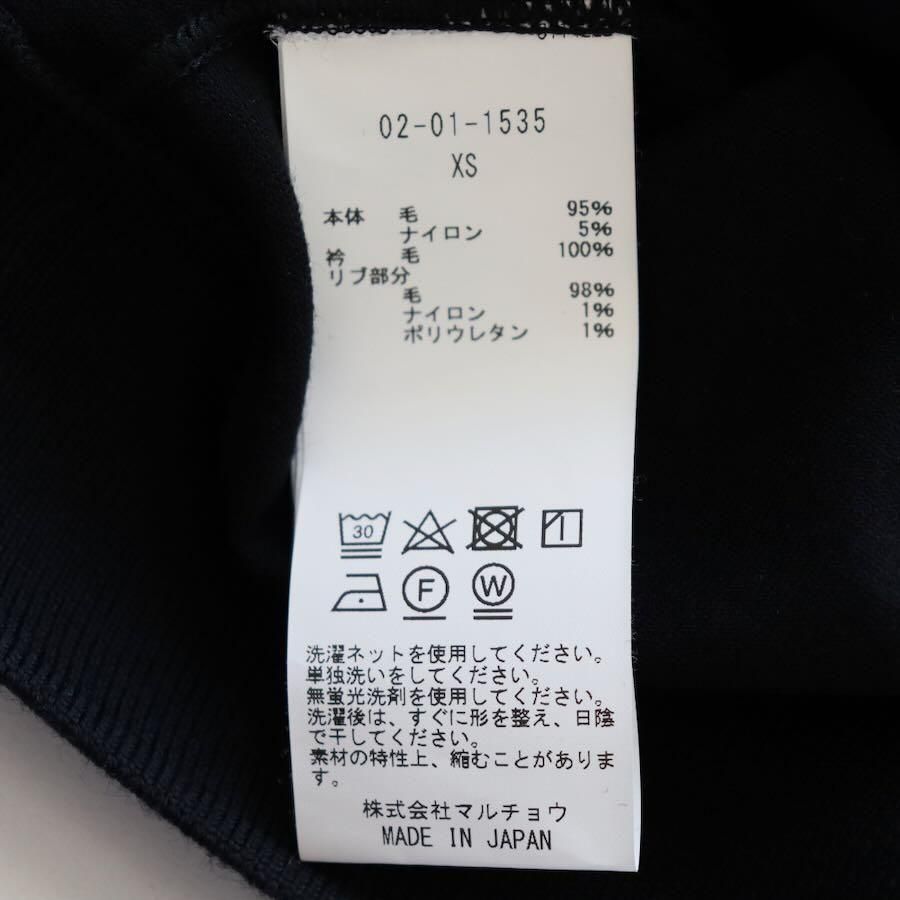 02-01-1535
XS
本体 毛 95%
ナイロン 5%
衿 毛 100%
リブ部分
毛 98%
ナイロン 1%
ポリウレタン 1%
30
F W
洗濯ネットを使用してください。
単独洗いをしてください。
無蛍光洗剤を使用してください。
洗濯後は、すぐに形を整え、日陰
で干してください。
素材の特性上、縮むことがありま
す。
株式会社マルチョウ
MADE IN JAPAN